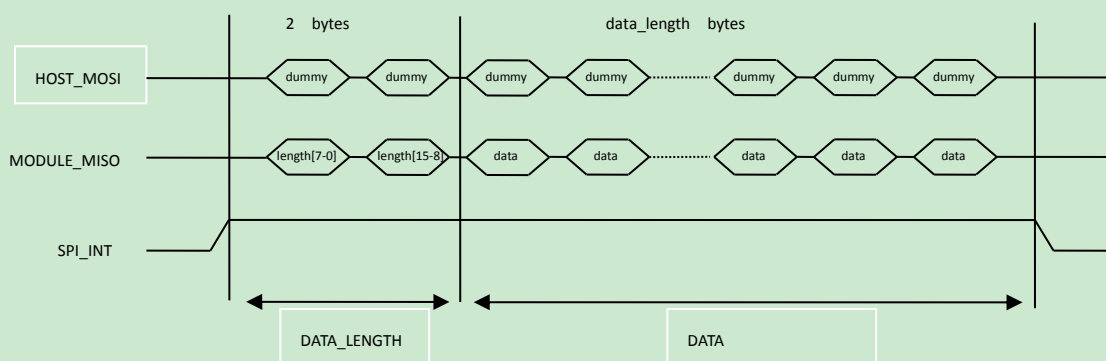 2 bytes data_length bytes
HOST_MOSI dummy dummy dummy dummy dummy dummy dummy
MODULE_MISO length[7-0] length[15-8] data data data data data
SPI_INT
DATA_LENGTH DATA